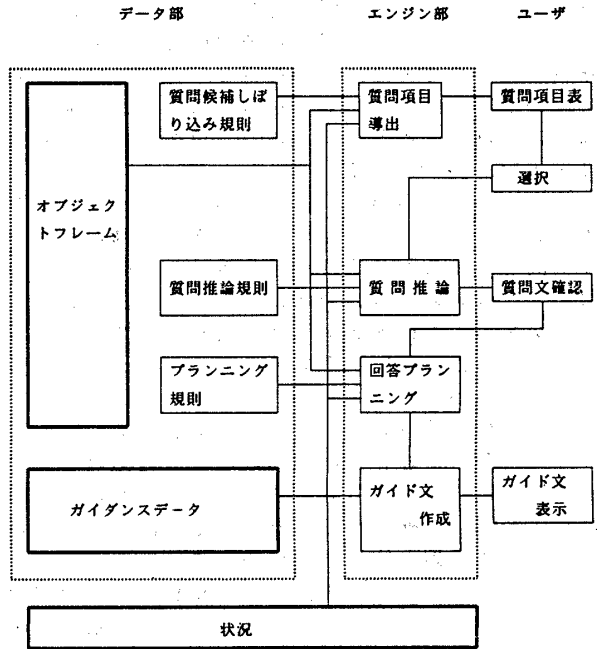 データ部
エンジン部
ユーザ
質問候補しぼ
り込み規則
質問項目
導出
質問項目表
選択
オブジェク
トフレーム
質問推論規則
質問推論
質問文確認
プランニング
規則
回答プラン
ニング
ガイダンスデータ
ガイド文
作成
ガイド文
表示
状況